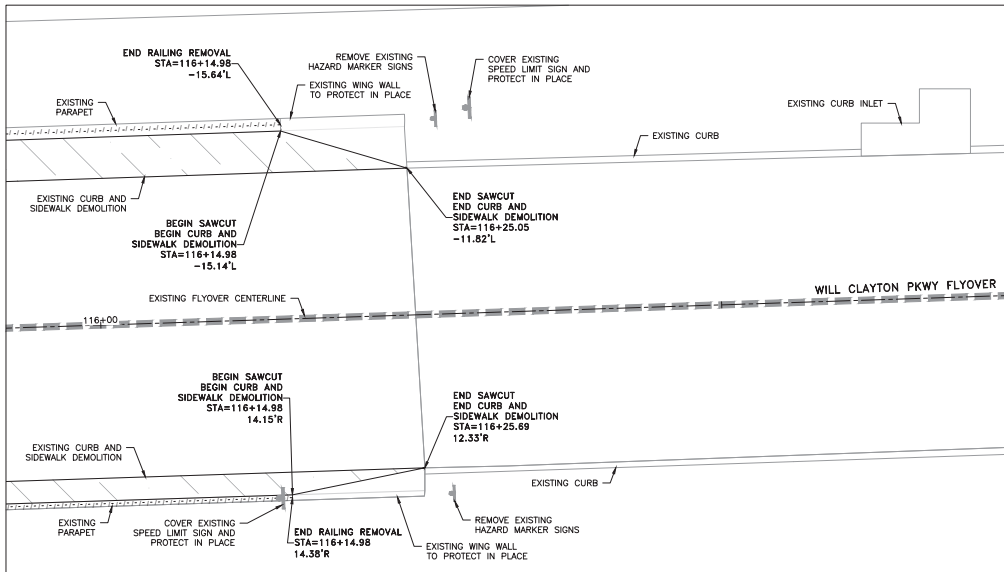 END RAILING REMOVAL
STA=116+14.98
-15.64'L
REMOVE EXISTING
HAZARD MARKER SIGNS
COVER EXISTING
SPEED LIMIT SIGN AND
PROTECT IN PLACE
EXISTING WING WALL
TO PROTECT IN PLACE
EXISTING
PARAPET
EXISTING CURB INLET
EXISTING CURB
EXISTING CURB AND
SIDEWALK DEMOLITION
BEGIN SAWCUT
BEGIN CURB AND
SIDEWALK DEMOLITION
STA=116+14.98
-15.14'L
END SAWCUT
END CURB AND
SIDEWALK DEMOLITION
STA=116+25.05
-11.82'L
EXISTING FLYOVER CENTERLINE
WILL CLAYTON PKWY FLYOVER
116+00
BEGIN SAWCUT
BEGIN CURB AND
SIDEWALK DEMOLITION
STA=116+14.98
14.15'R
END SAWCUT
END CURB AND
SIDEWALK DEMOLITION
STA=116+25.69
12.33'R
EXISTING CURB AND
SIDEWALK DEMOLITION
EXISTING CURB
EXISTING
PARAPET
COVER EXISTING
SPEED LIMIT SIGN AND
PROTECT IN PLACE
END RAILING REMOVAL
STA=116+14.98
14.38'R
REMOVE EXISTING
HAZARD MARKER SIGNS
EXISTING WING WALL
TO PROTECT IN PLACE